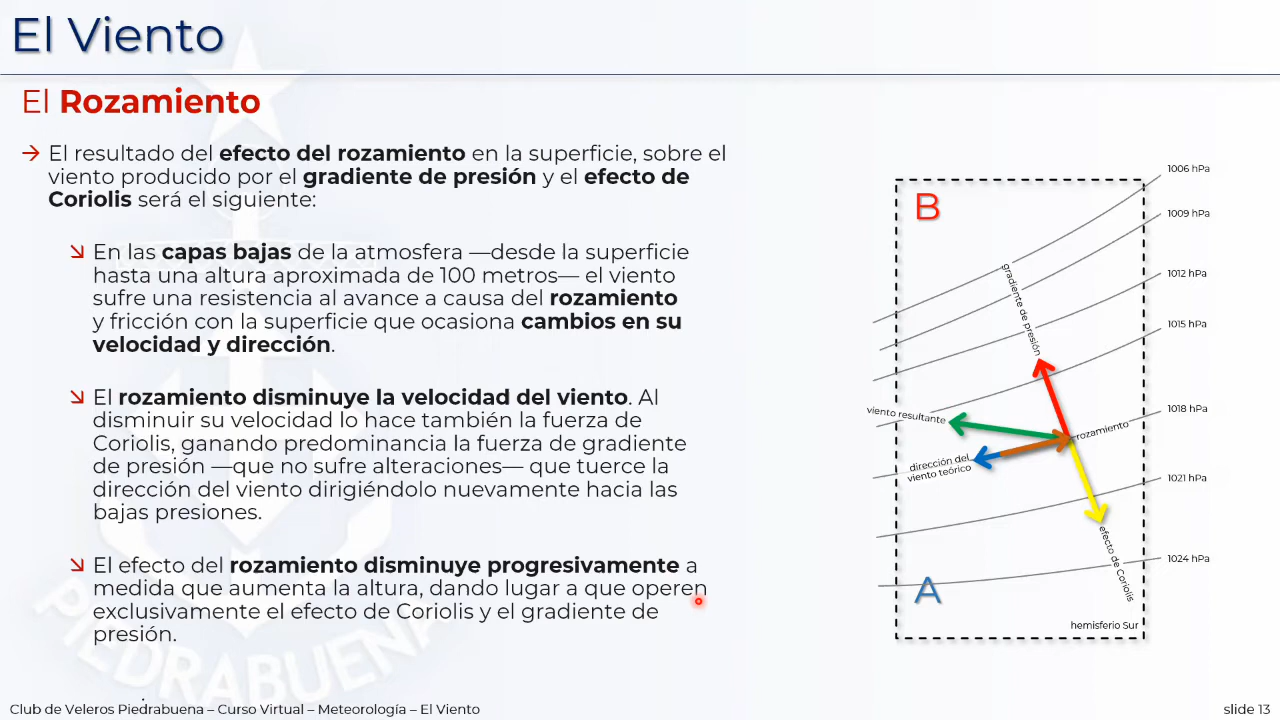 El Viento
El Rozamiento
→ El resultado del efecto del rozamiento en la superficie, sobre el
viento producido por el gradiente de presión y el efecto de
Coriolis será el siguiente:
↘ En las capas bajas de la atmosfera —desde la superficie
hasta una altura aproximada de 100 metros— el viento
sufre una resistencia al avance a causa del rozamiento
y fricción con la superficie que ocasiona cambios en su
velocidad y dirección.
↘ El rozamiento disminuye la velocidad del viento. Al
disminuir su velocidad lo hace también la fuerza de
Coriolis, ganando predominancia la fuerza de gradiente
de presión —que no sufre alteraciones— que tuerce la
dirección del viento dirigiéndolo nuevamente hacia las
bajas presiones.
↘ El efecto del rozamiento disminuye progresivamente a
medida que aumenta la altura, dando lugar a que operen
exclusivamente el efecto de Coriolis y el gradiente de
presión.
1006 hPa
B
1009 hPa
1012 hPa
gradiente de presión
1015 hPa
1018 hPa
viento resultante
rozamiento
dirección del
viento teórico
1021 hPa
efecto de Coriolis
1024 hPa
A
hemisferio Sur
PIEDRABUENA
Club de Veleros Piedrabuena – Curso Virtual – Meteorología – El Viento
slide 13